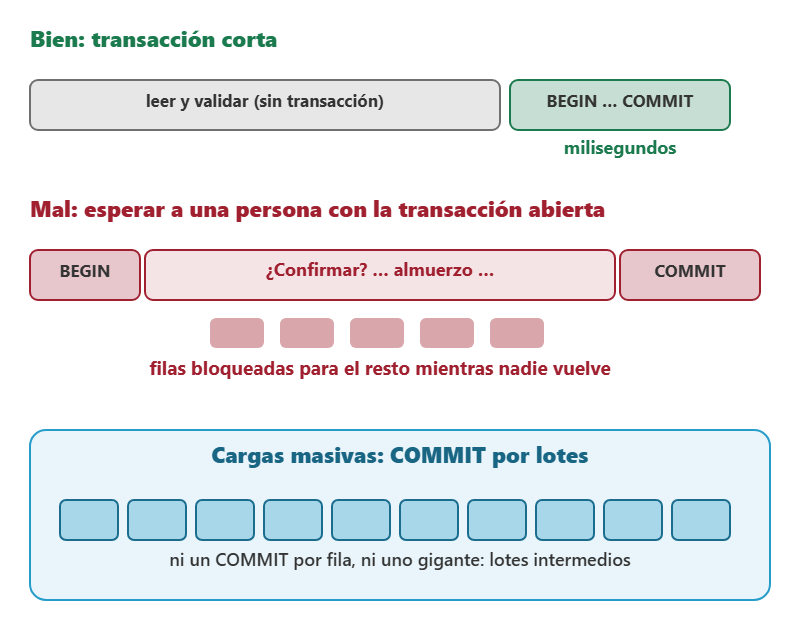 Bien: transacción corta
leer y validar (sin transacción)
BEGIN ... COMMIT
milisegundos
Mal: esperar a una persona con la transacción abierta
BEGIN
¿Confirmar? ... almuerzo ...
COMMIT
filas bloqueadas para el resto mientras nadie vuelve
Cargas masivas: COMMIT por lotes
ni un COMMIT por fila, ni uno gigante: lotes intermedios